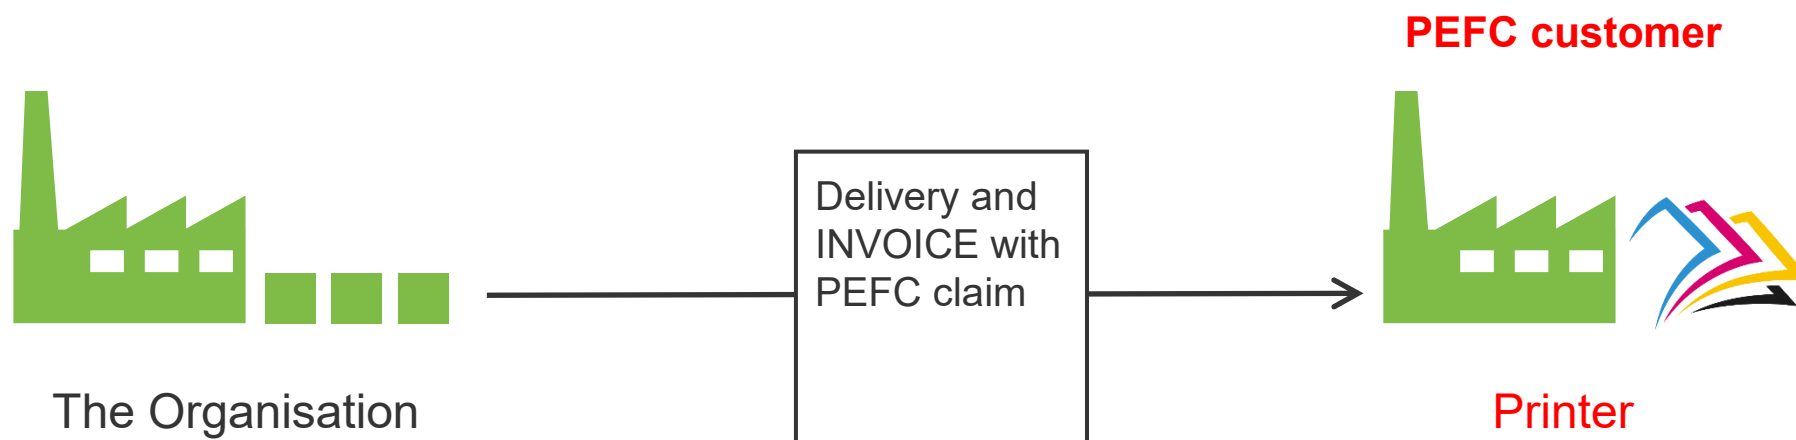 PEFC customer
Delivery and
INVOICE with
PEFC claim
The Organisation
Printer